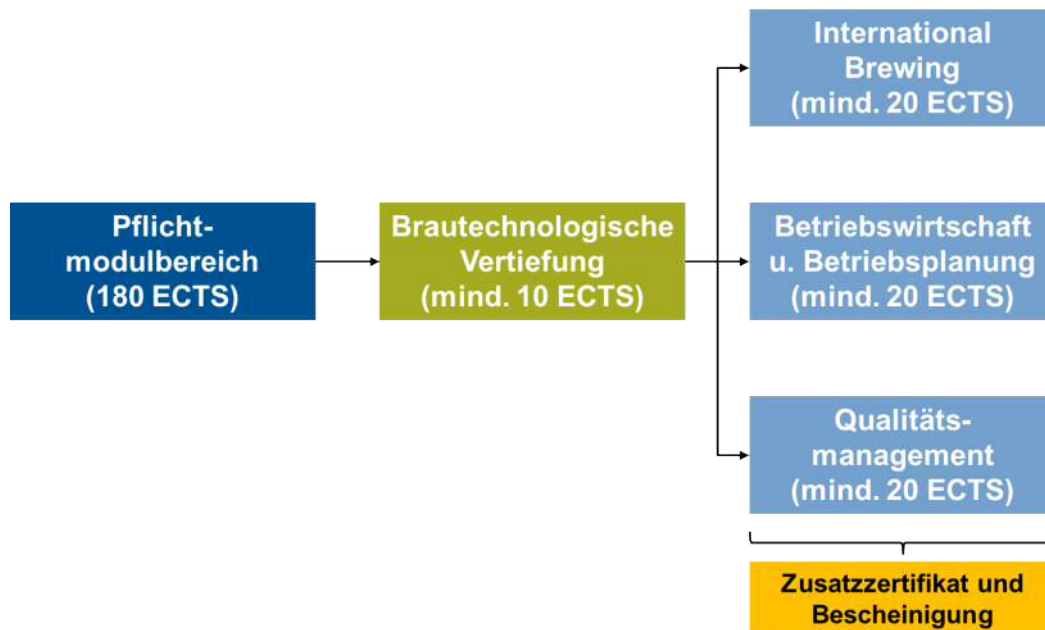 International
Brewing
(mind. 20 ECTS)
Pflicht-
modulbereich
(180 ECTS)
Brautechnologische
Vertiefung
(mind. 10 ECTS)
Betriebswirtschaft
u. Betriebsplanung
(mind. 20 ECTS)
Qualitäts-
management
(mind. 20 ECTS)
Zusatzzertifikat und
Bescheinigung